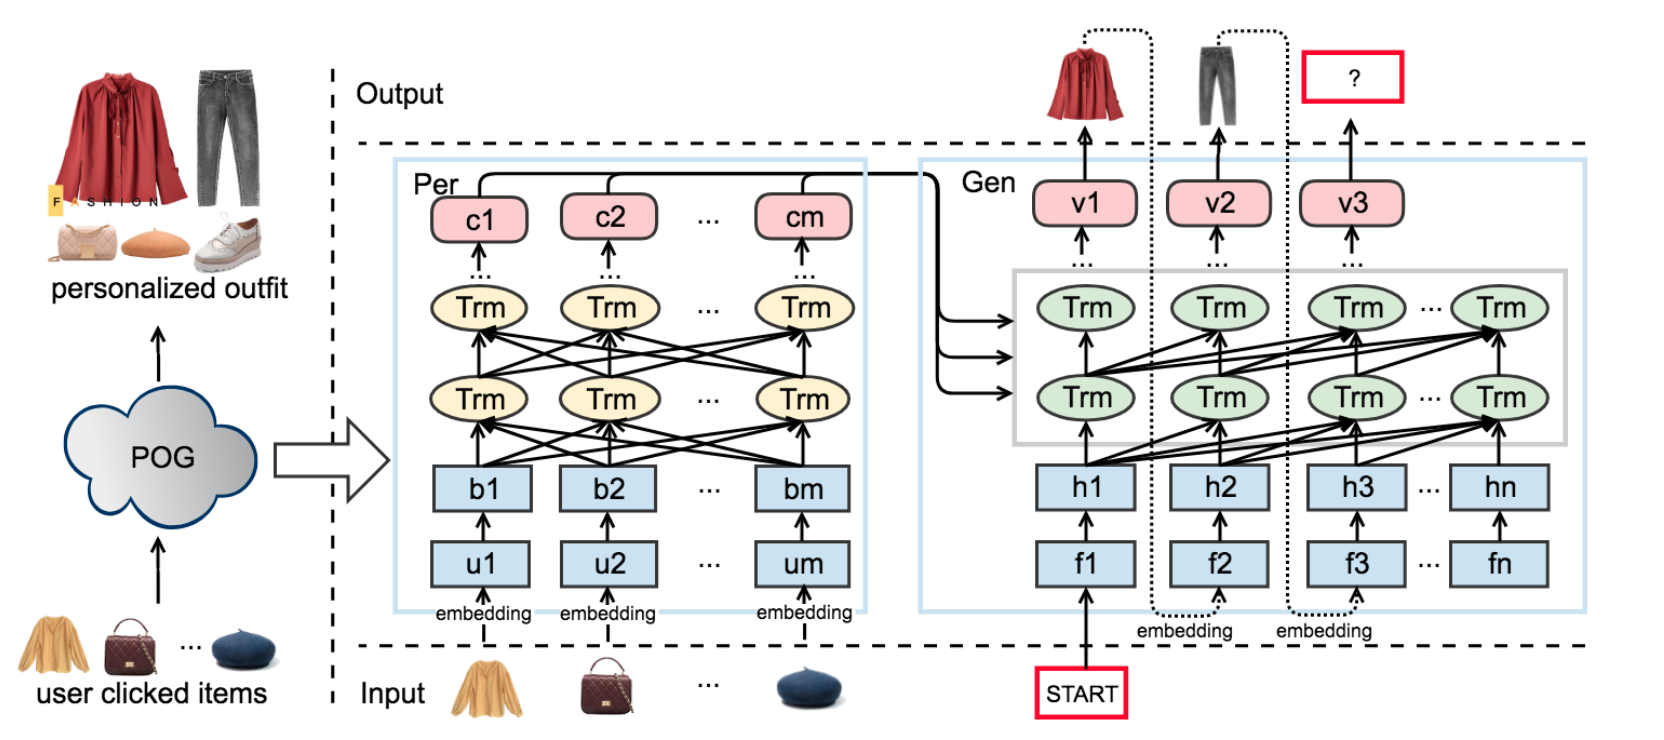 FASHION
personalized outfit
POG
user clicked items
Output
Per
c1 c2 ... cm
... ... ...
Trm Trm ... Trm
Trm Trm ... Trm
b1 b2 ... bm
u1 u2 ... um
embedding embedding embedding
Input
...
...
?
Gen
v1 v2 v3
... ... ...
Trm Trm Trm ... Trm
Trm Trm Trm ... Trm
h1 h2 h3 ... hn
f1 f2 f3 ... fn
embedding embedding
START